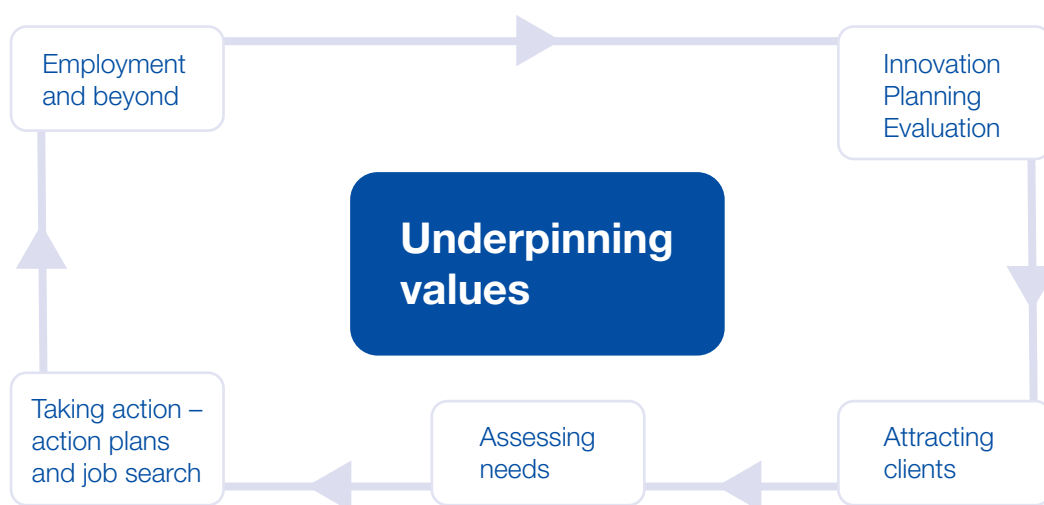 Employment
and beyond
Innovation
Planning
Evaluation
Underpinning
values
Taking action –
action plans
and job search
Assessing
needs
Attracting
clients